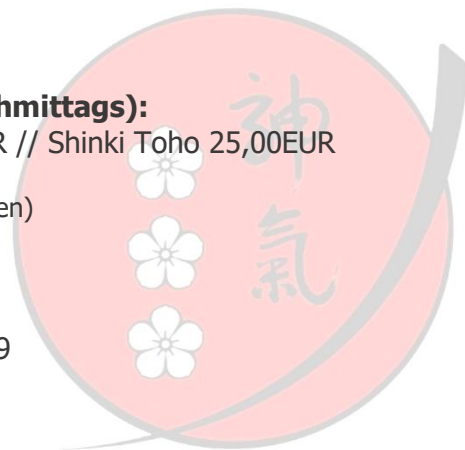 hmittags):
R // Shinki Toho 25,00EUR
en)
9
神
氣